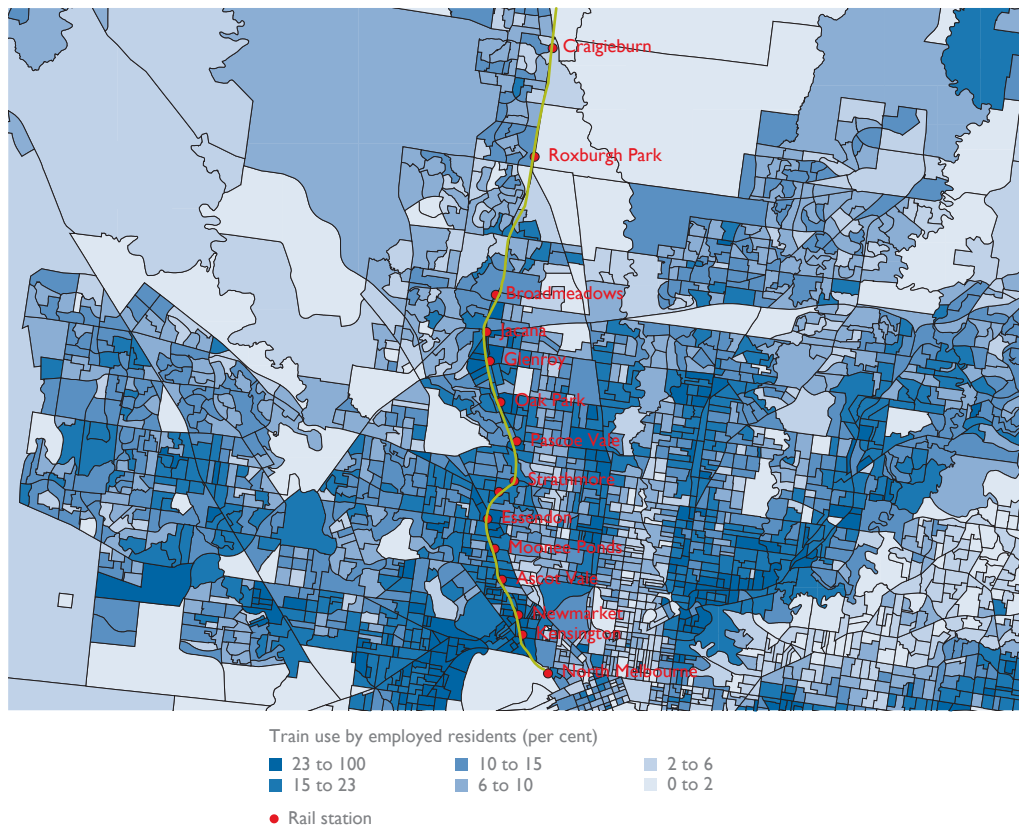 Craigieburn
Roxburgh Park
Broadmeadows
Jacana
Glenroy
Oak Park
Pascoe Vale
Strathmore
Essendon
Moonee Ponds
Ascot Vale
Newmarket
Kensington
North Melbourne
Train use by employed residents (per cent)
23 to 100 10 to 15 2 to 6
15 to 23 6 to 10 0 to 2
Rail station